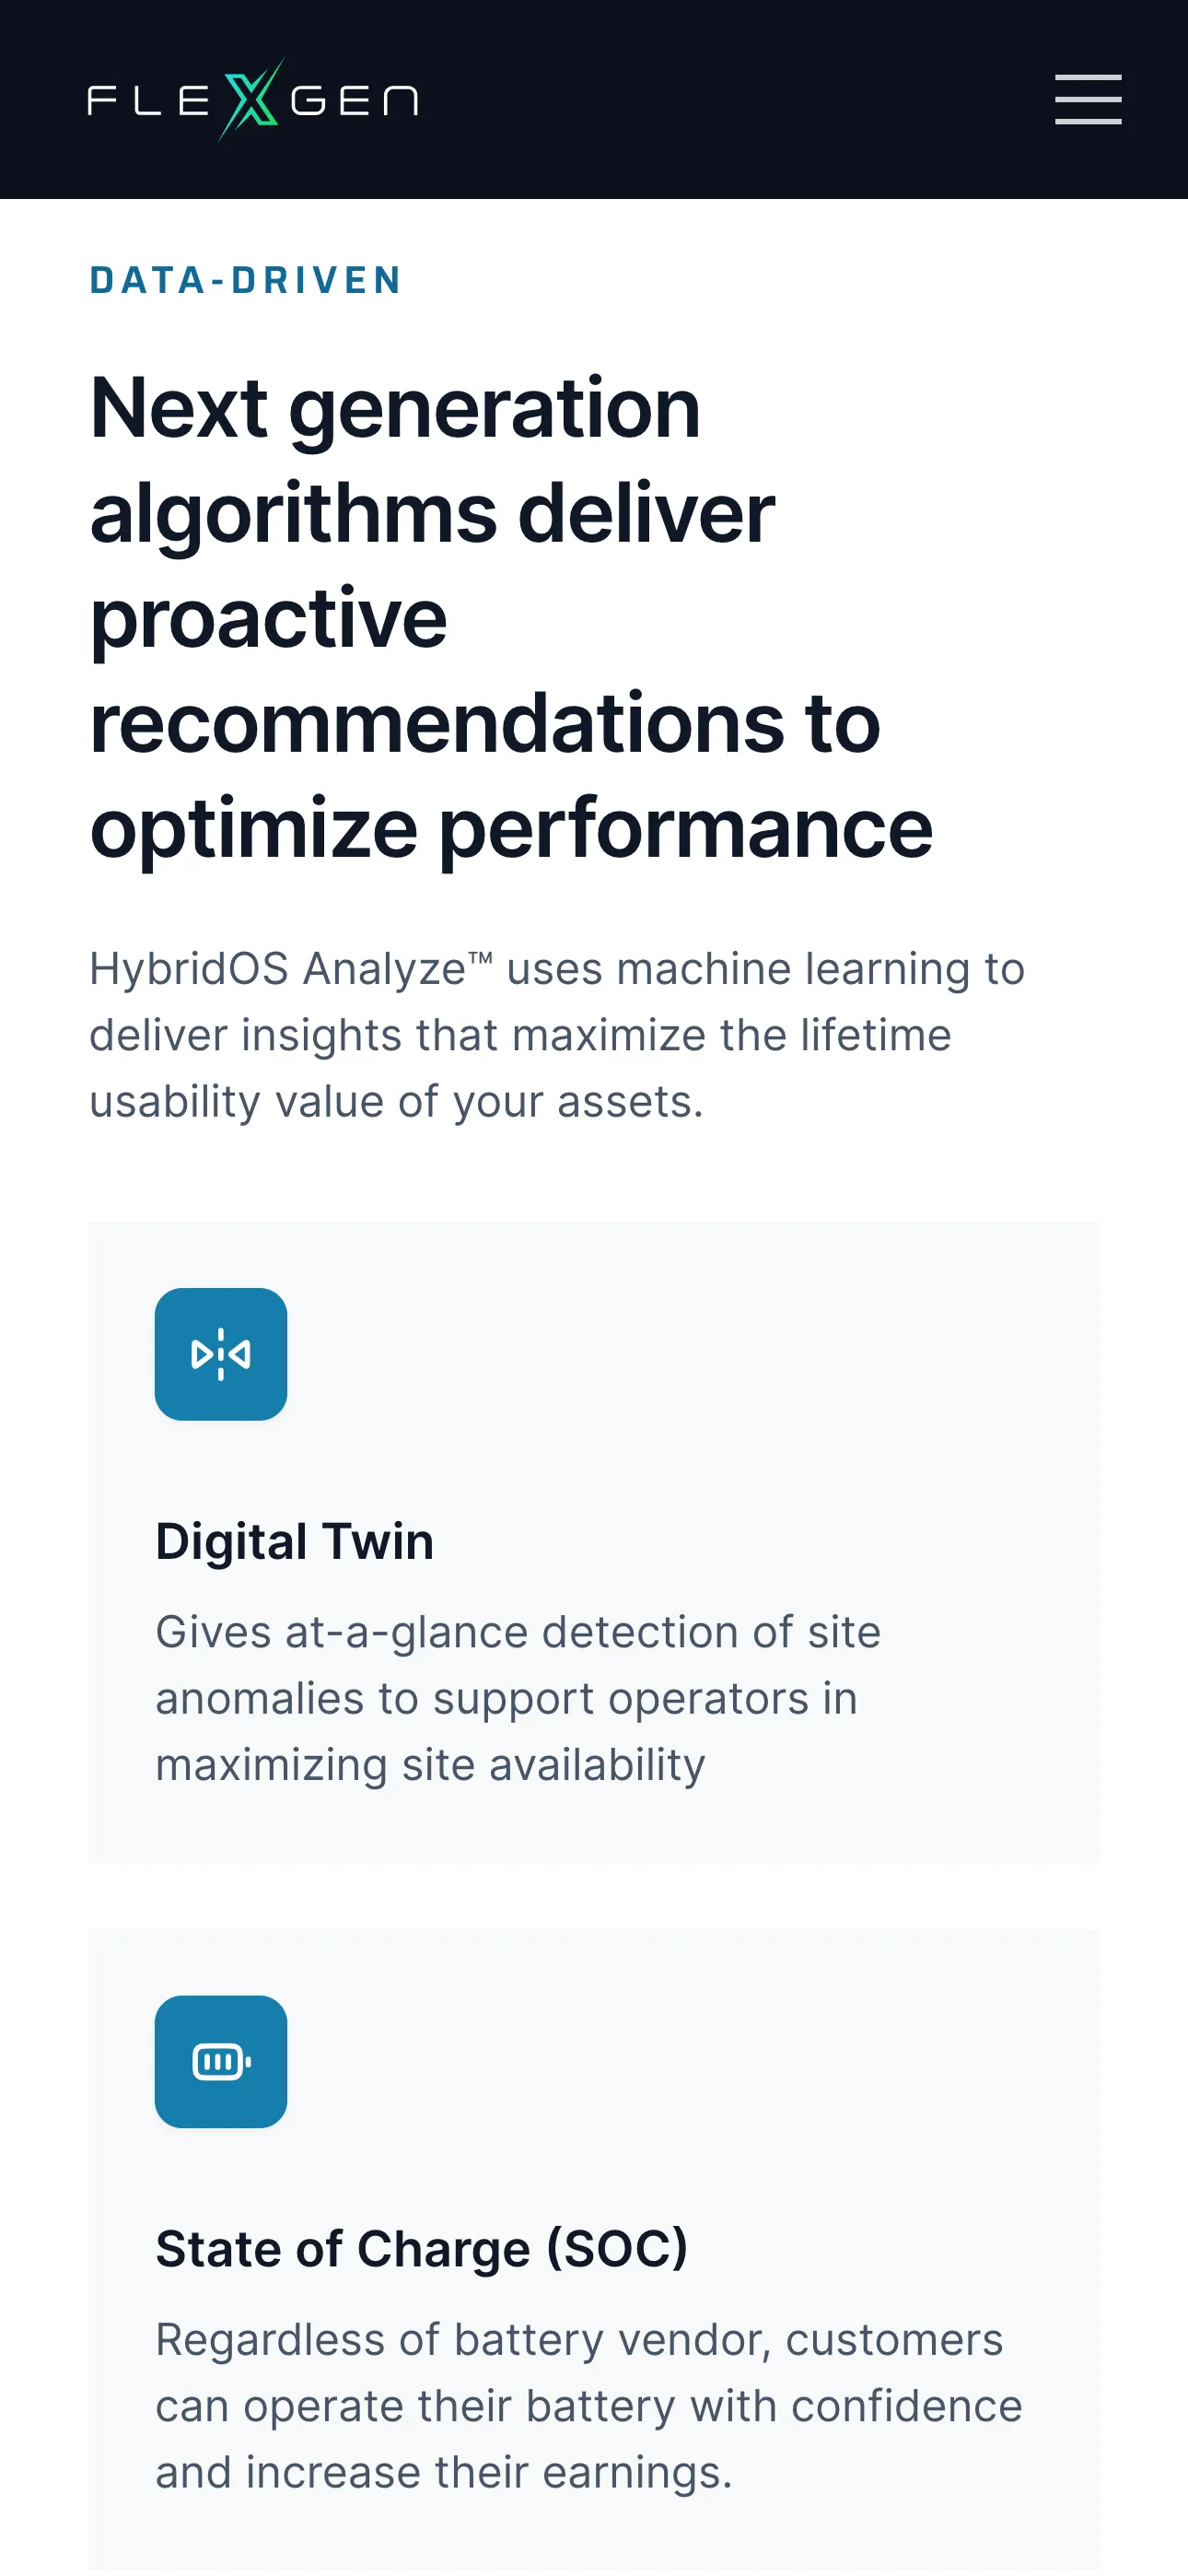 FLEXGEN
DATA-DRIVEN
Next generation
algorithms deliver
proactive
recommendations to
optimize performance
HybridOS Analyze™ uses machine learning to
deliver insights that maximize the lifetime
usability value of your assets.
Digital Twin
Gives at-a-glance detection of site
anomalies to support operators in
maximizing site availability
State of Charge (SOC)
Regardless of battery vendor, customers
can operate their battery with confidence
and increase their earnings.